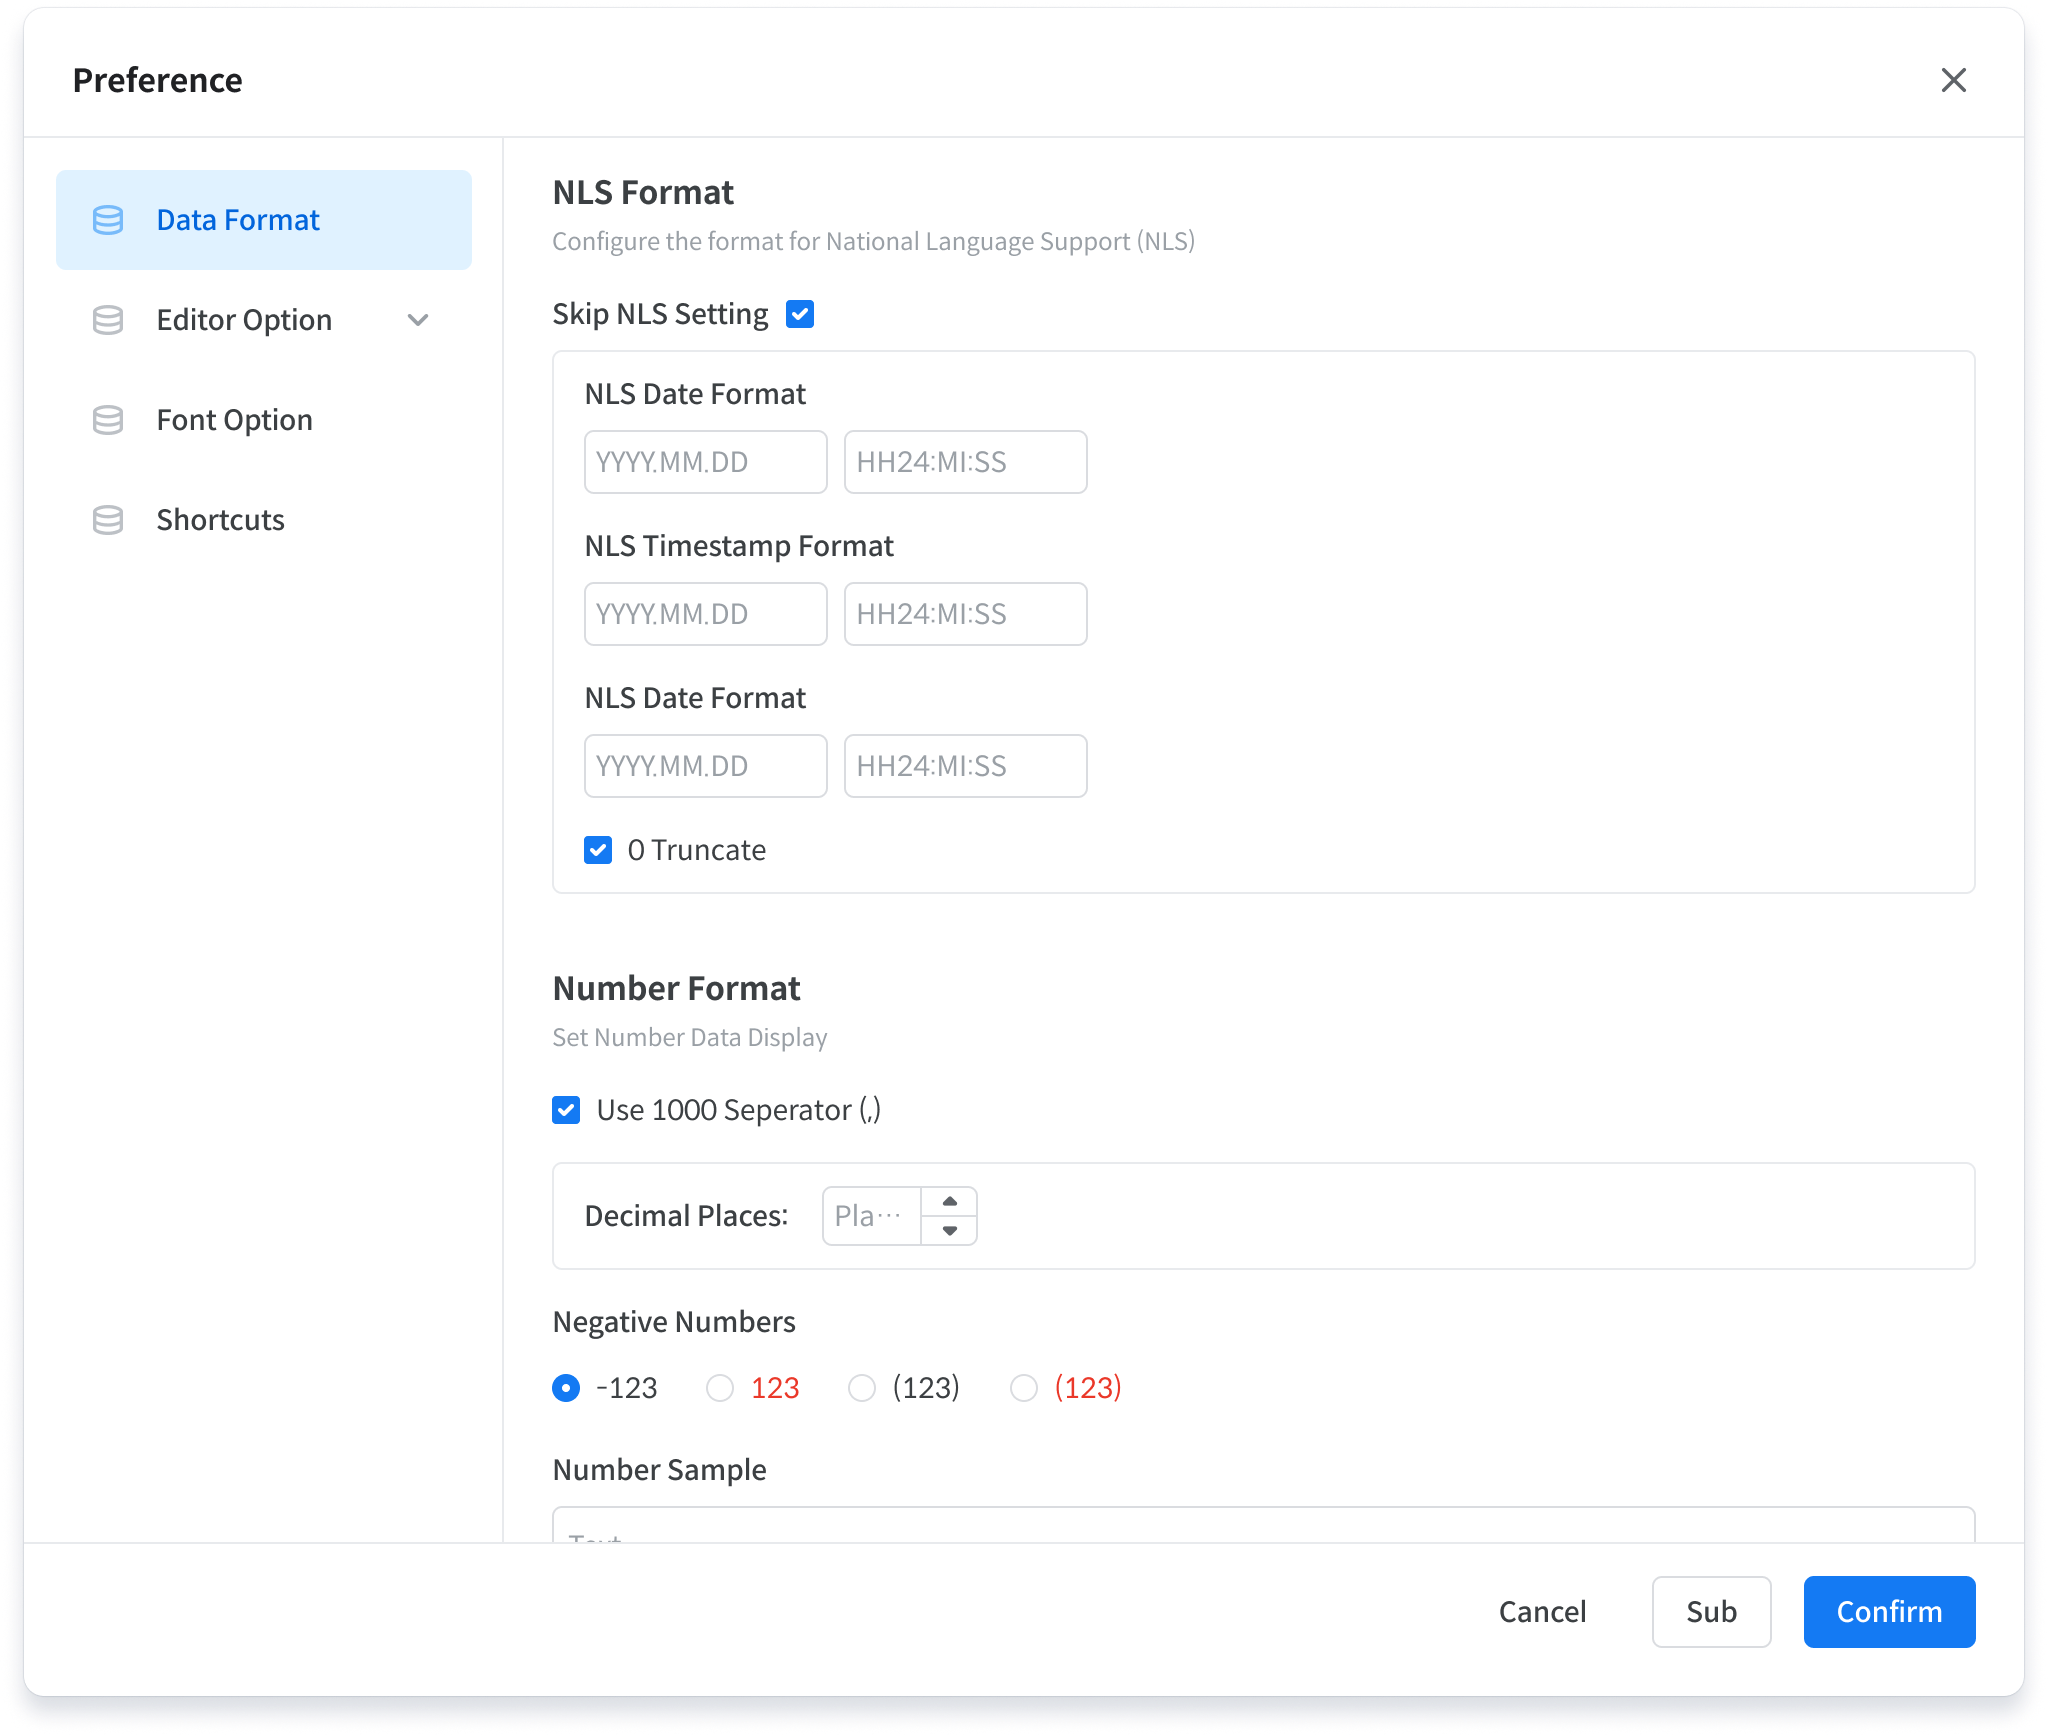 Preference
Data Format
Editor Option
Font Option
Shortcuts
NLS Format
Configure the format for National Language Support (NLS)
Skip NLS Setting
NLS Date Format
YYYY.MM.DD HH24:MI:SS
NLS Timestamp Format
YYYY.MM.DD HH24:MI:SS
NLS Date Format
YYYY.MM.DD HH24:MI:SS
0 Truncate
Number Format
Set Number Data Display
Use 1000 Seperator (,)
Decimal Places: Pla···
Negative Numbers
-123 123 (123) (123)
Number Sample
Text
Cancel Sub Confirm